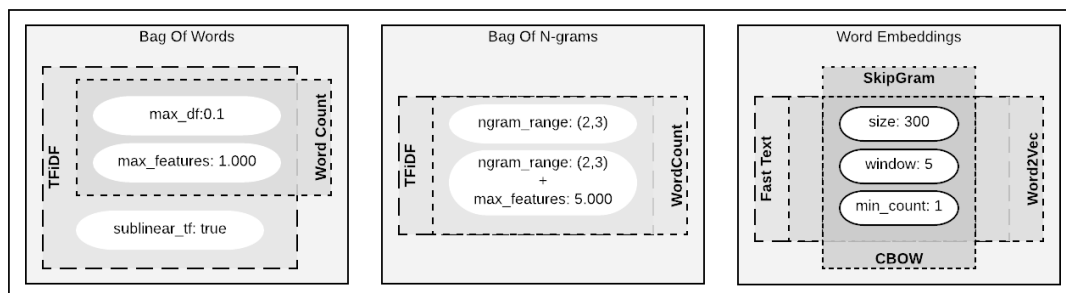 Bag Of Words
TFiDF
Word Count
max_df:0.1
max_features: 1.000
sublinear_tf: true
Bag Of N-grams
TFiDF
WordCount
ngram_range: (2,3)
ngram_range: (2,3)
+
max_features: 5.000
Word Embeddings
SkipGram
Fast Text
Word2Vec
size: 300
window: 5
min_count: 1
CBOW